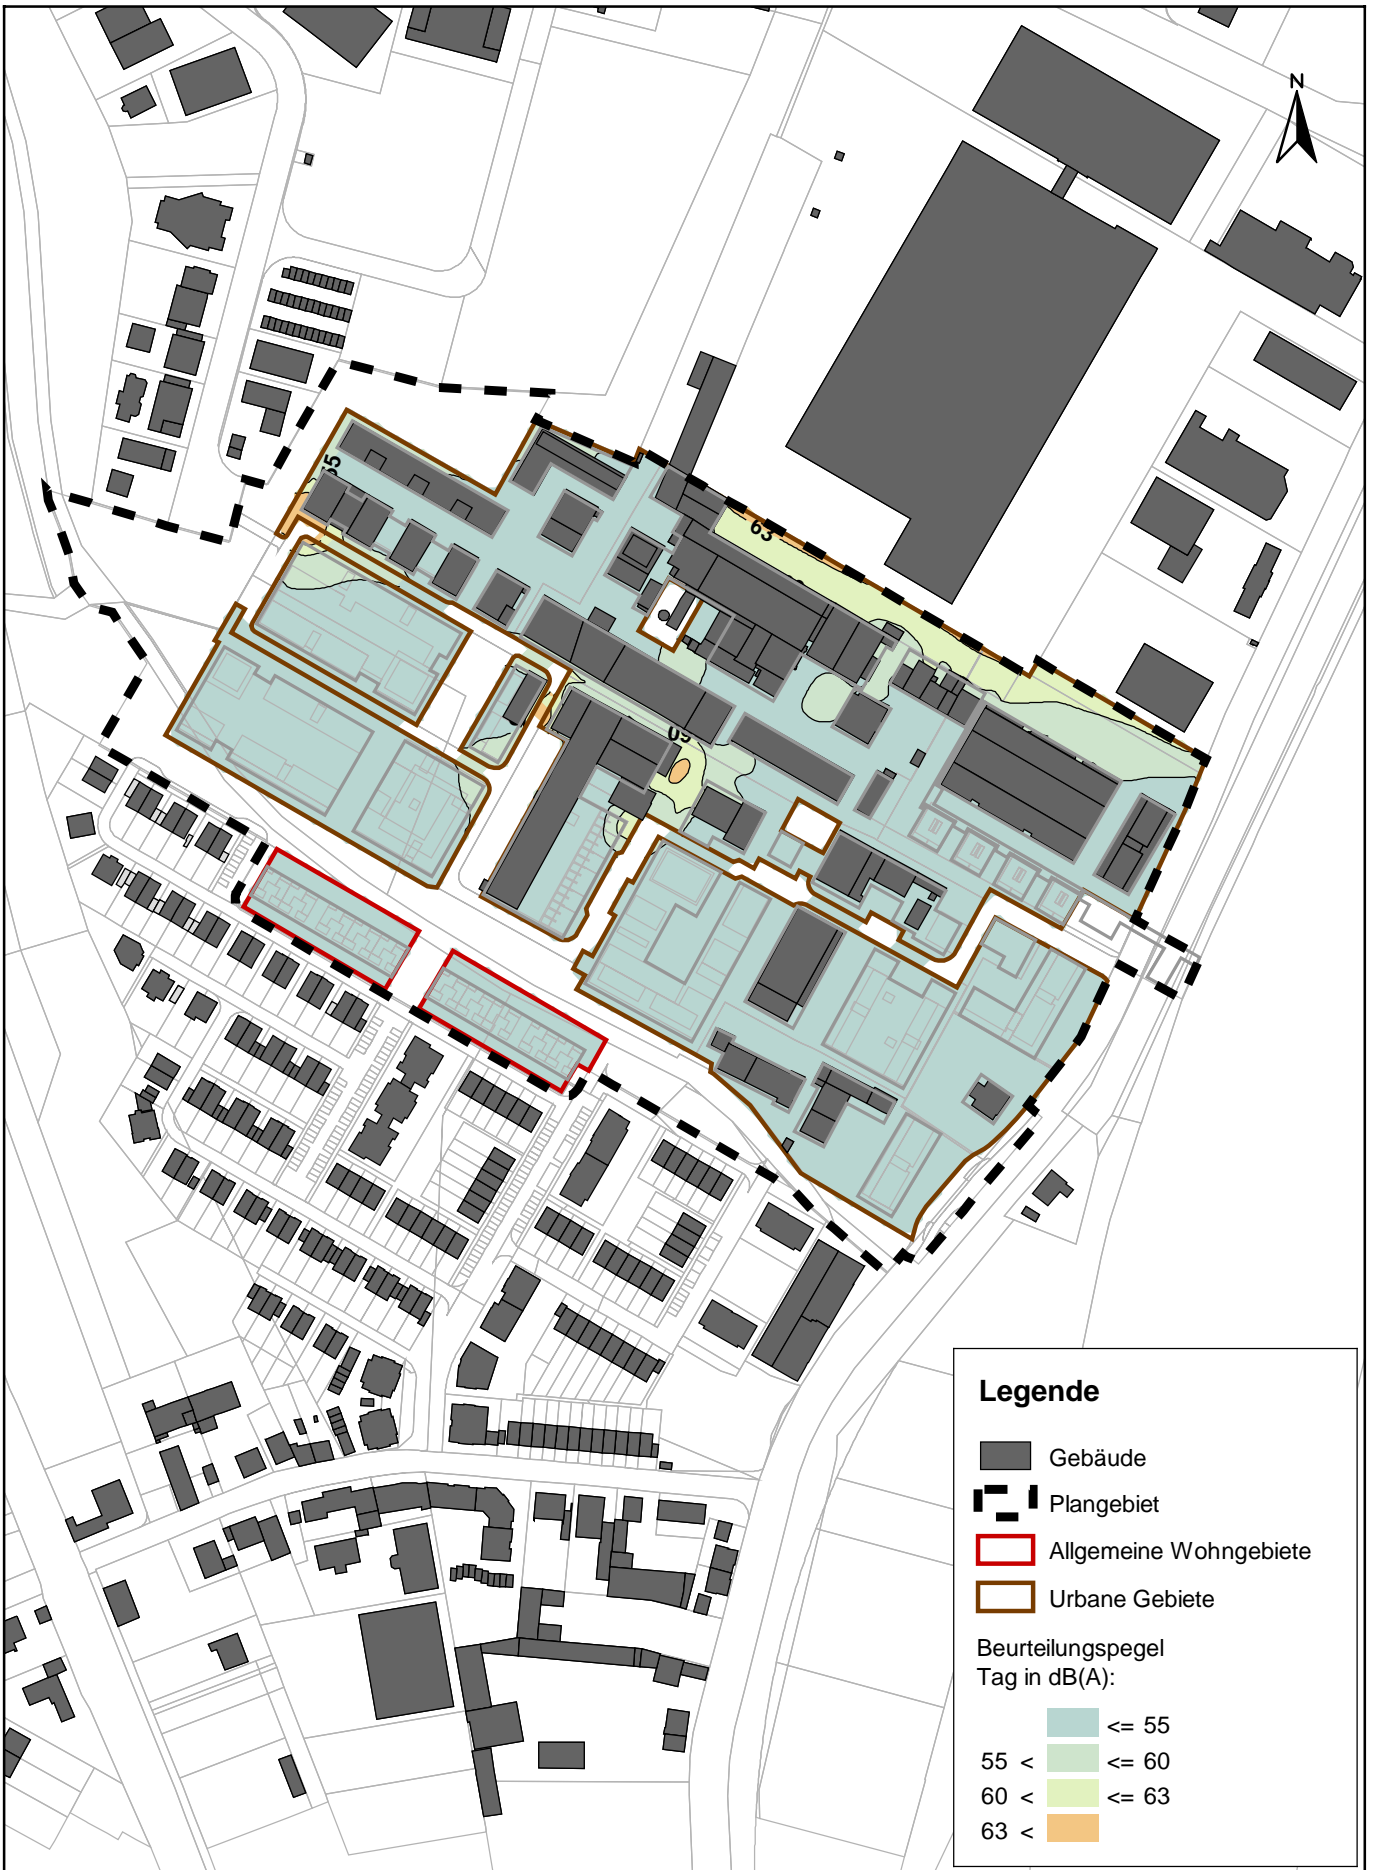 N
55
63
60
Legende
Gebäude
Plangebiet
Allgemeine Wohngebiete
Urbane Gebiete
Beurteilungspegel
Tag in dB(A):
<= 55
55 < <= 60
60 < <= 63
63 <